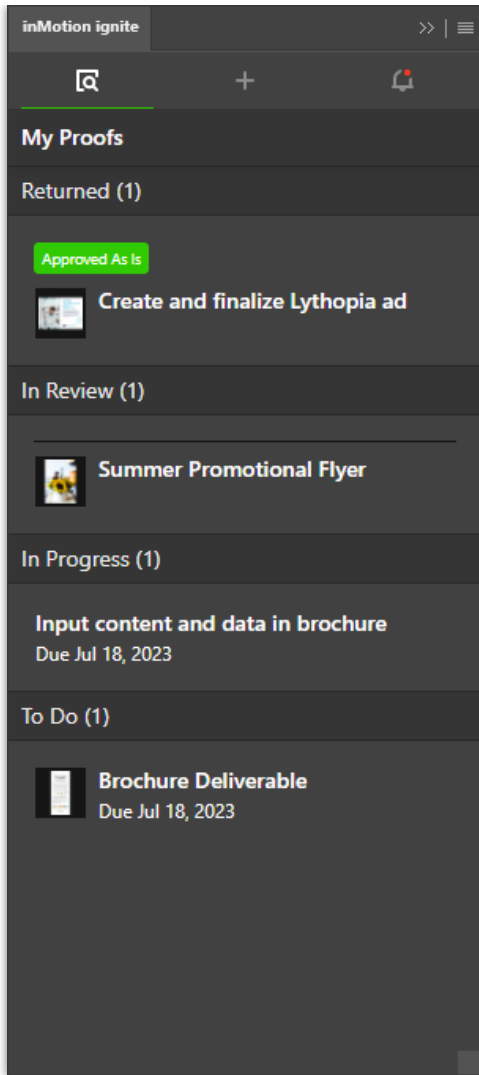 inMotion ignite
My Proofs
Returned (1)
Approved As Is
Create and finalize Lythopia ad
In Review (1)
Summer Promotional Flyer
In Progress (1)
Input content and data in brochure
Due Jul 18, 2023
To Do (1)
Brochure Deliverable
Due Jul 18, 2023